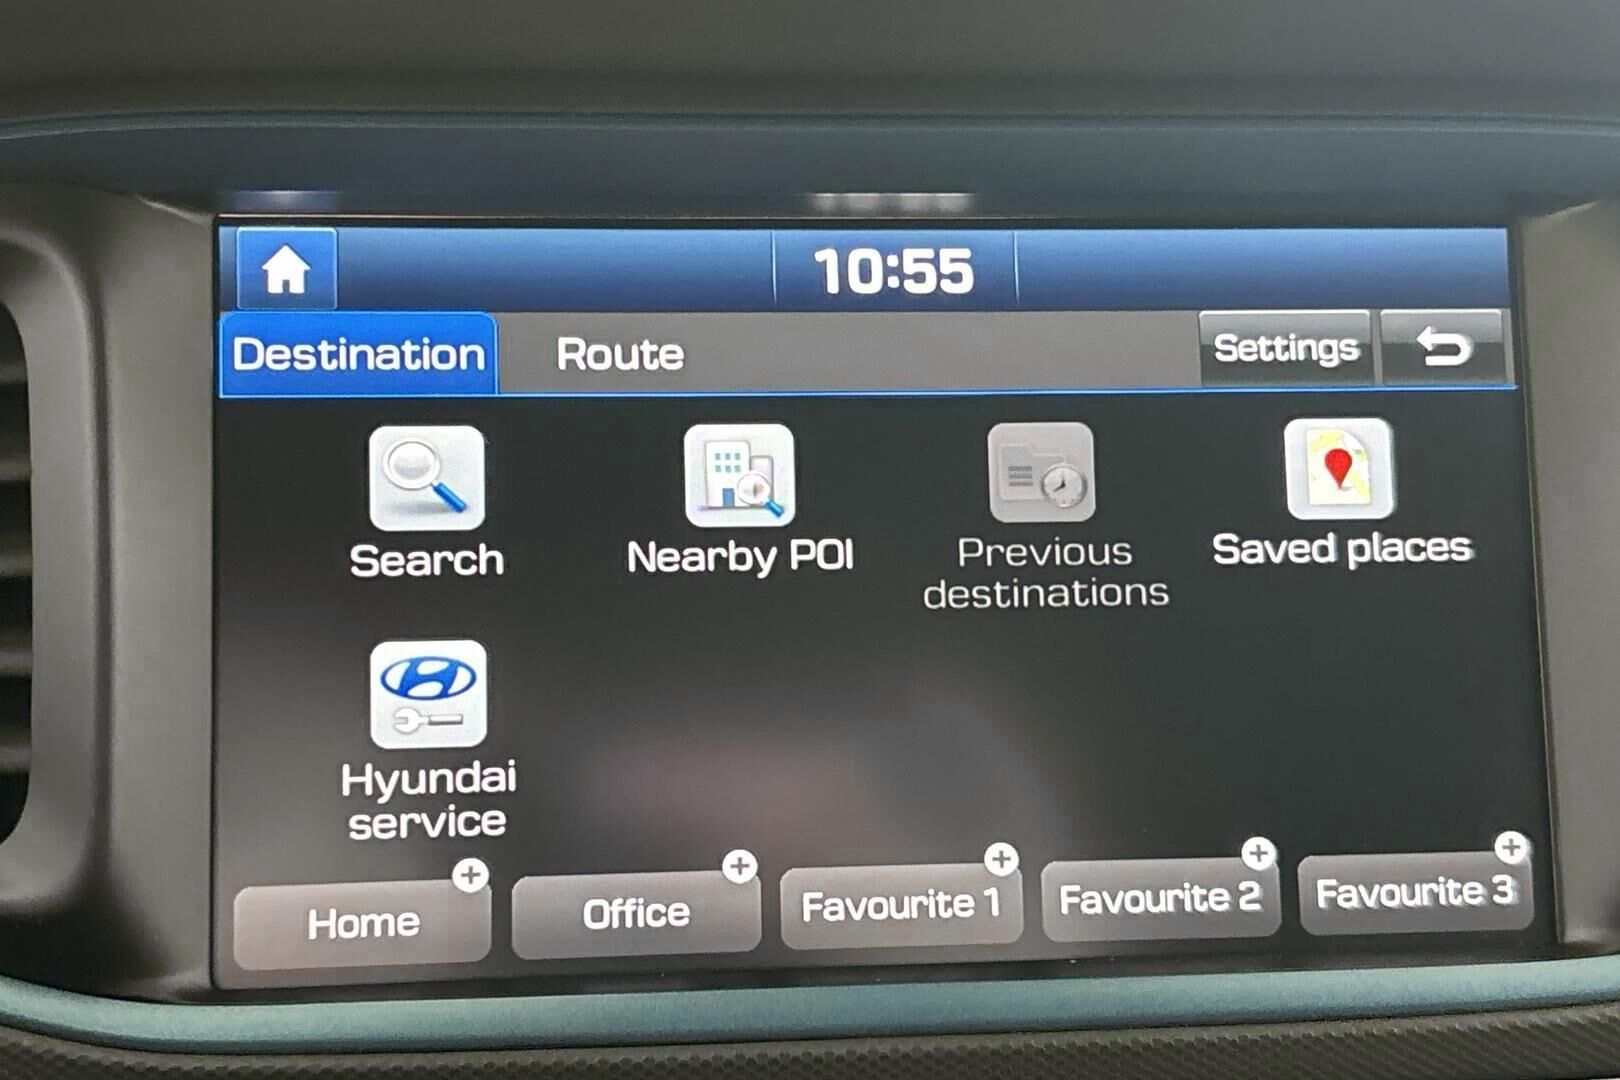 10:55
Destination
Route
Settings
Search
Nearby POI
Previous
destinations
Saved places
Hyundai
service
Home
Office
Favourite 1
Favourite 2
Favourite 3